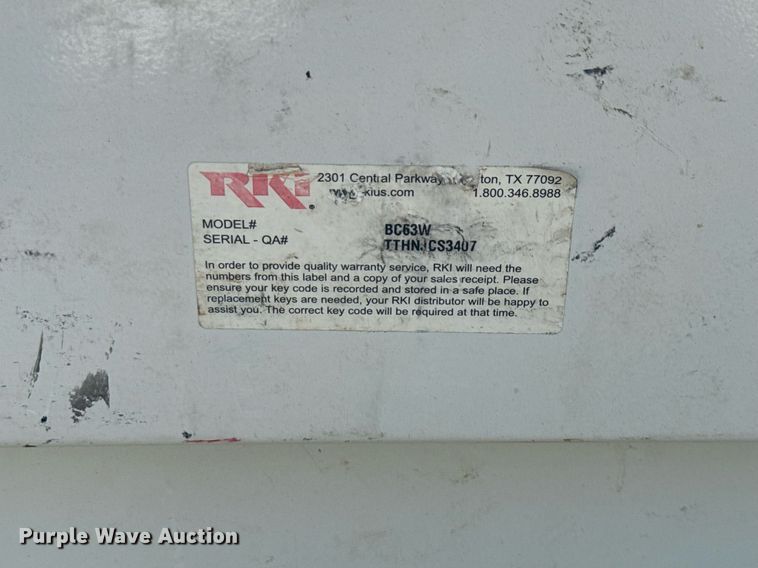 RKI® 2301 Central Parkway TX 77092
1.800.346.8988
MODEL# BC63W
SERIAL - QA#
In order to provide quality warranty service, RKI will need the
numbers from this label and a copy of your sales receipt. Please
ensure your key code is recorded and stored in a safe place. If
replacement keys are needed, your RKI distributor will be happy to
assist you. The correct key code will be required at that time.
Purple Wave Auction